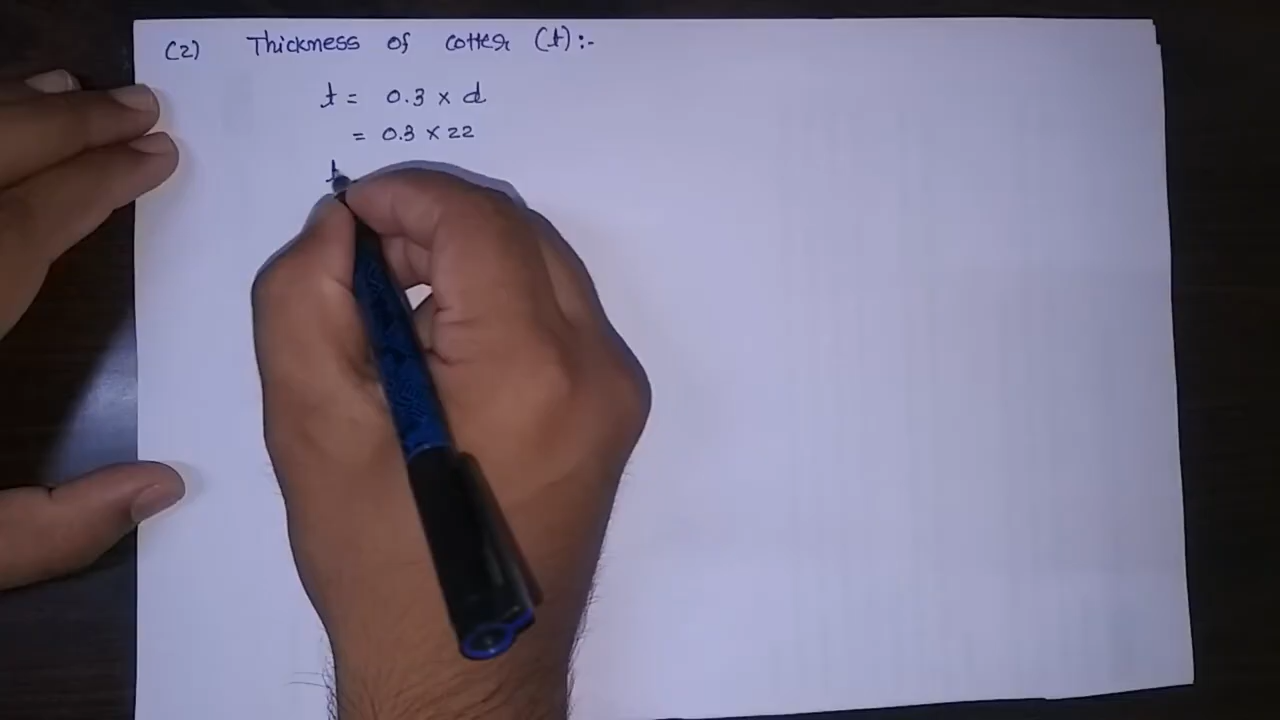 (2) Thickness of cotter (t):-
t = 0.3 × d
= 0.3 × 22
t